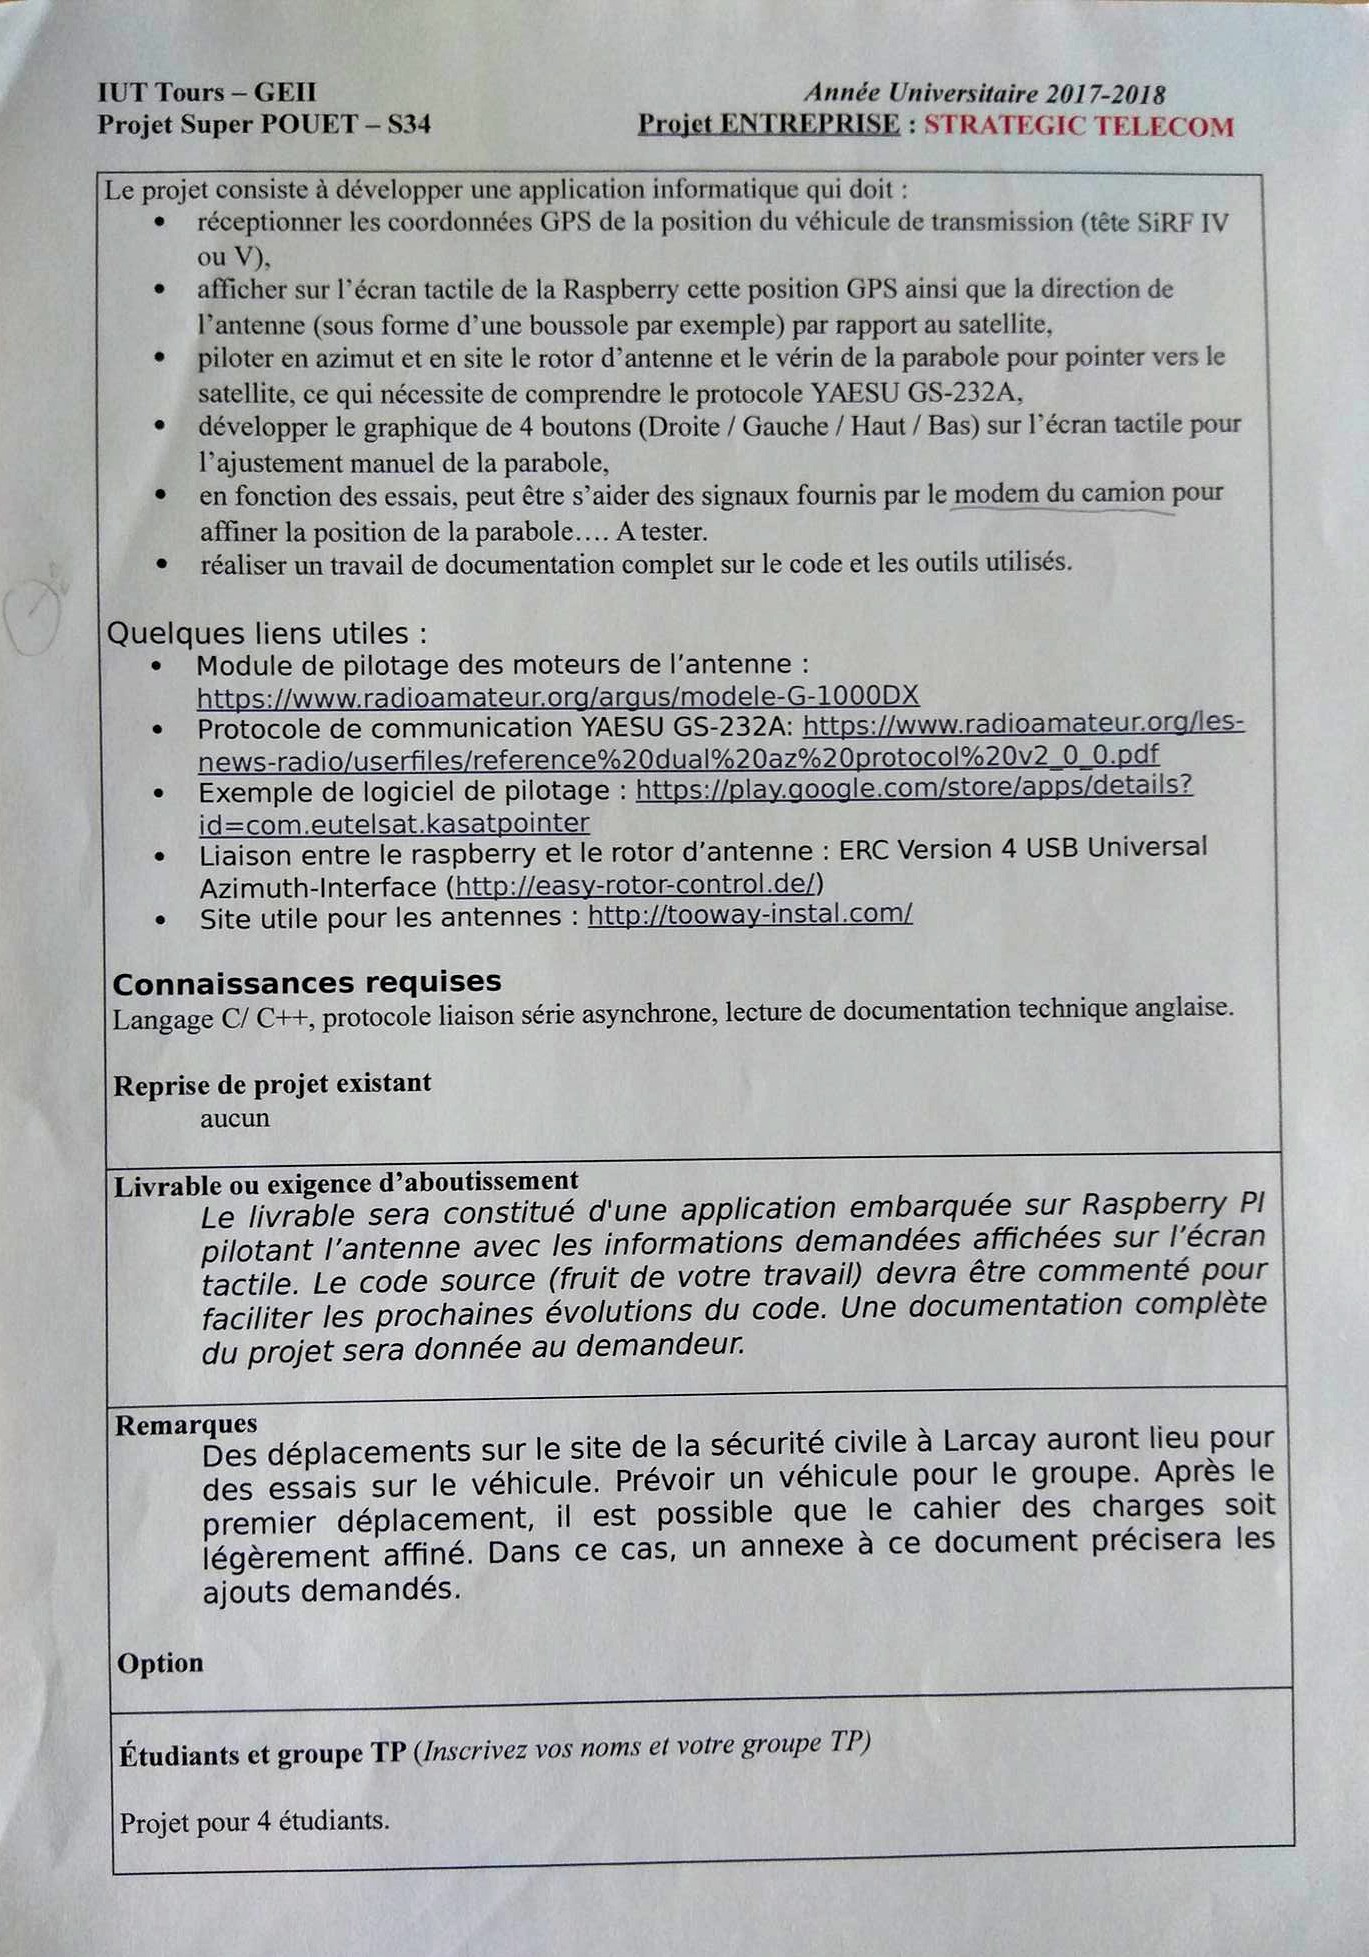 IUT Tours – GEII
Année Universitaire 2017-2018
Projet Super POUET – S34
Projet ENTREPRISE : STRATEGIC TELECOM
Le projet consiste à développer une application informatique qui doit :
• réceptionner les coordonnées GPS de la position du véhicule de transmission (tête SiRF IV
ou V),
• afficher sur l'écran tactile de la Raspberry cette position GPS ainsi que la direction de
l'antenne (sous forme d'une boussole par exemple) par rapport au satellite,
• piloter en azimut et en site le rotor d'antenne et le vérin de la parabole pour pointer vers le
satellite, ce qui nécessite de comprendre le protocole YAESU GS-232A,
• développer le graphique de 4 boutons (Droite / Gauche / Haut / Bas) sur l'écran tactile pour
l'ajustement manuel de la parabole,
• en fonction des essais, peut être s'aider des signaux fournis par le modem du camion pour
affiner la position de la parabole…. A tester.
• réaliser un travail de documentation complet sur le code et les outils utilisés.
Quelques liens utiles :
• Module de pilotage des moteurs de l'antenne :
https://www.radioamateur.org/argus/modele-G-1000DX
• Protocole de communication YAESU GS-232A: https://www.radioamateur.org/les-
news-radio/userfiles/reference%20dual%20az%20protocol%20v2_0_0.pdf
• Exemple de logiciel de pilotage : https://play.google.com/store/apps/details?
id=com.eutelsat.kasatpointer
• Liaison entre le raspberry et le rotor d'antenne : ERC Version 4 USB Universal
Azimuth-Interface (http://easy-rotor-control.de/)
• Site utile pour les antennes : http://tooway-instal.com/
Connaissances requises
Langage C/ C++, protocole liaison série asynchrone, lecture de documentation technique anglaise.
Reprise de projet existant
aucun
Livrable ou exigence d'aboutissement
Le livrable sera constitué d'une application embarquée sur Raspberry PI
pilotant l'antenne avec les informations demandées affichées sur l'écran
tactile. Le code source (fruit de votre travail) devra être commenté pour
faciliter les prochaines évolutions du code. Une documentation complète
du projet sera donnée au demandeur.
Remarques
Des déplacements sur le site de la sécurité civile à Larcay auront lieu pour
des essais sur le véhicule. Prévoir un véhicule pour le groupe. Après le
premier déplacement, il est possible que le cahier des charges soit
légèrement affiné. Dans ce cas, un annexe à ce document précisera les
ajouts demandés.
Option
Étudiants et groupe TP (Inscrivez vos noms et votre groupe TP)
Projet pour 4 étudiants.